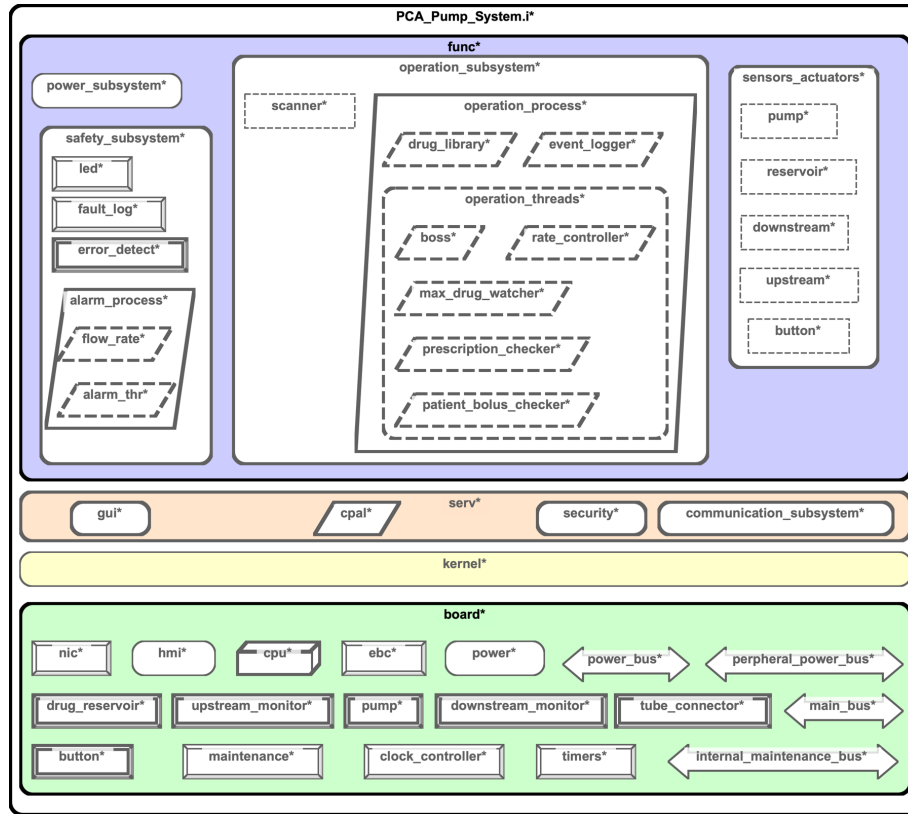 PCA_Pump_System.i*
func*
power_subsystem*
safety_subsystem*
led*
fault_log*
error_detect*
alarm_process*
flow_rate*
alarm_thr*
operation_subsystem*
scanner*
operation_process*
drug_library*
event_logger*
operation_threads*
boss*
rate_controller*
max_drug_watcher*
prescription_checker*
patient_bolus_checker*
sensors_actuators*
pump*
reservoir*
downstream*
upstream*
button*
serv*
gui*
cpal*
security*
communication_subsystem*
kernel*
board*
nic*
hmi*
cpu*
ebc*
power*
power_bus*
perpheral_power_bus*
drug_reservoir*
upstream_monitor*
pump*
downstream_monitor*
tube_connector*
main_bus*
button*
maintenance*
clock_controller*
timers*
internal_maintenance_bus*